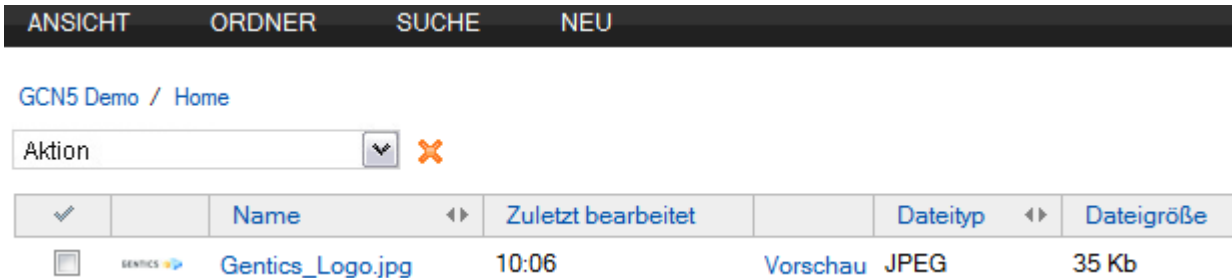 ANSICHT ORDNER SUCHE NEU
GCN5 Demo / Home
Aktion
Name Zuletzt bearbeitet Dateityp Dateigröße
GENTICS Gentics_Logo.jpg 10:06 Vorschau JPEG 35 Kb